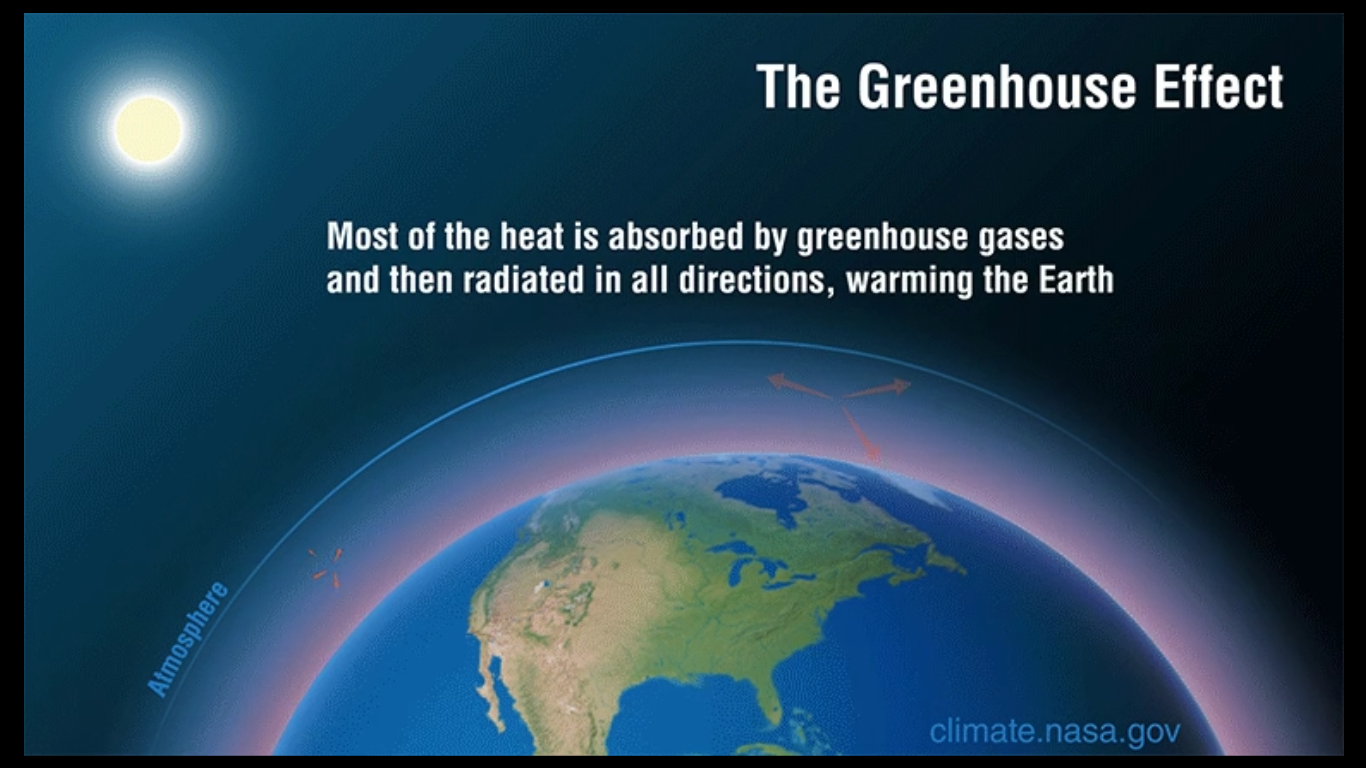 The Greenhouse Effect
Most of the heat is absorbed by greenhouse gases
and then radiated in all directions, warming the Earth
Atmosphere
climate.nasa.gov